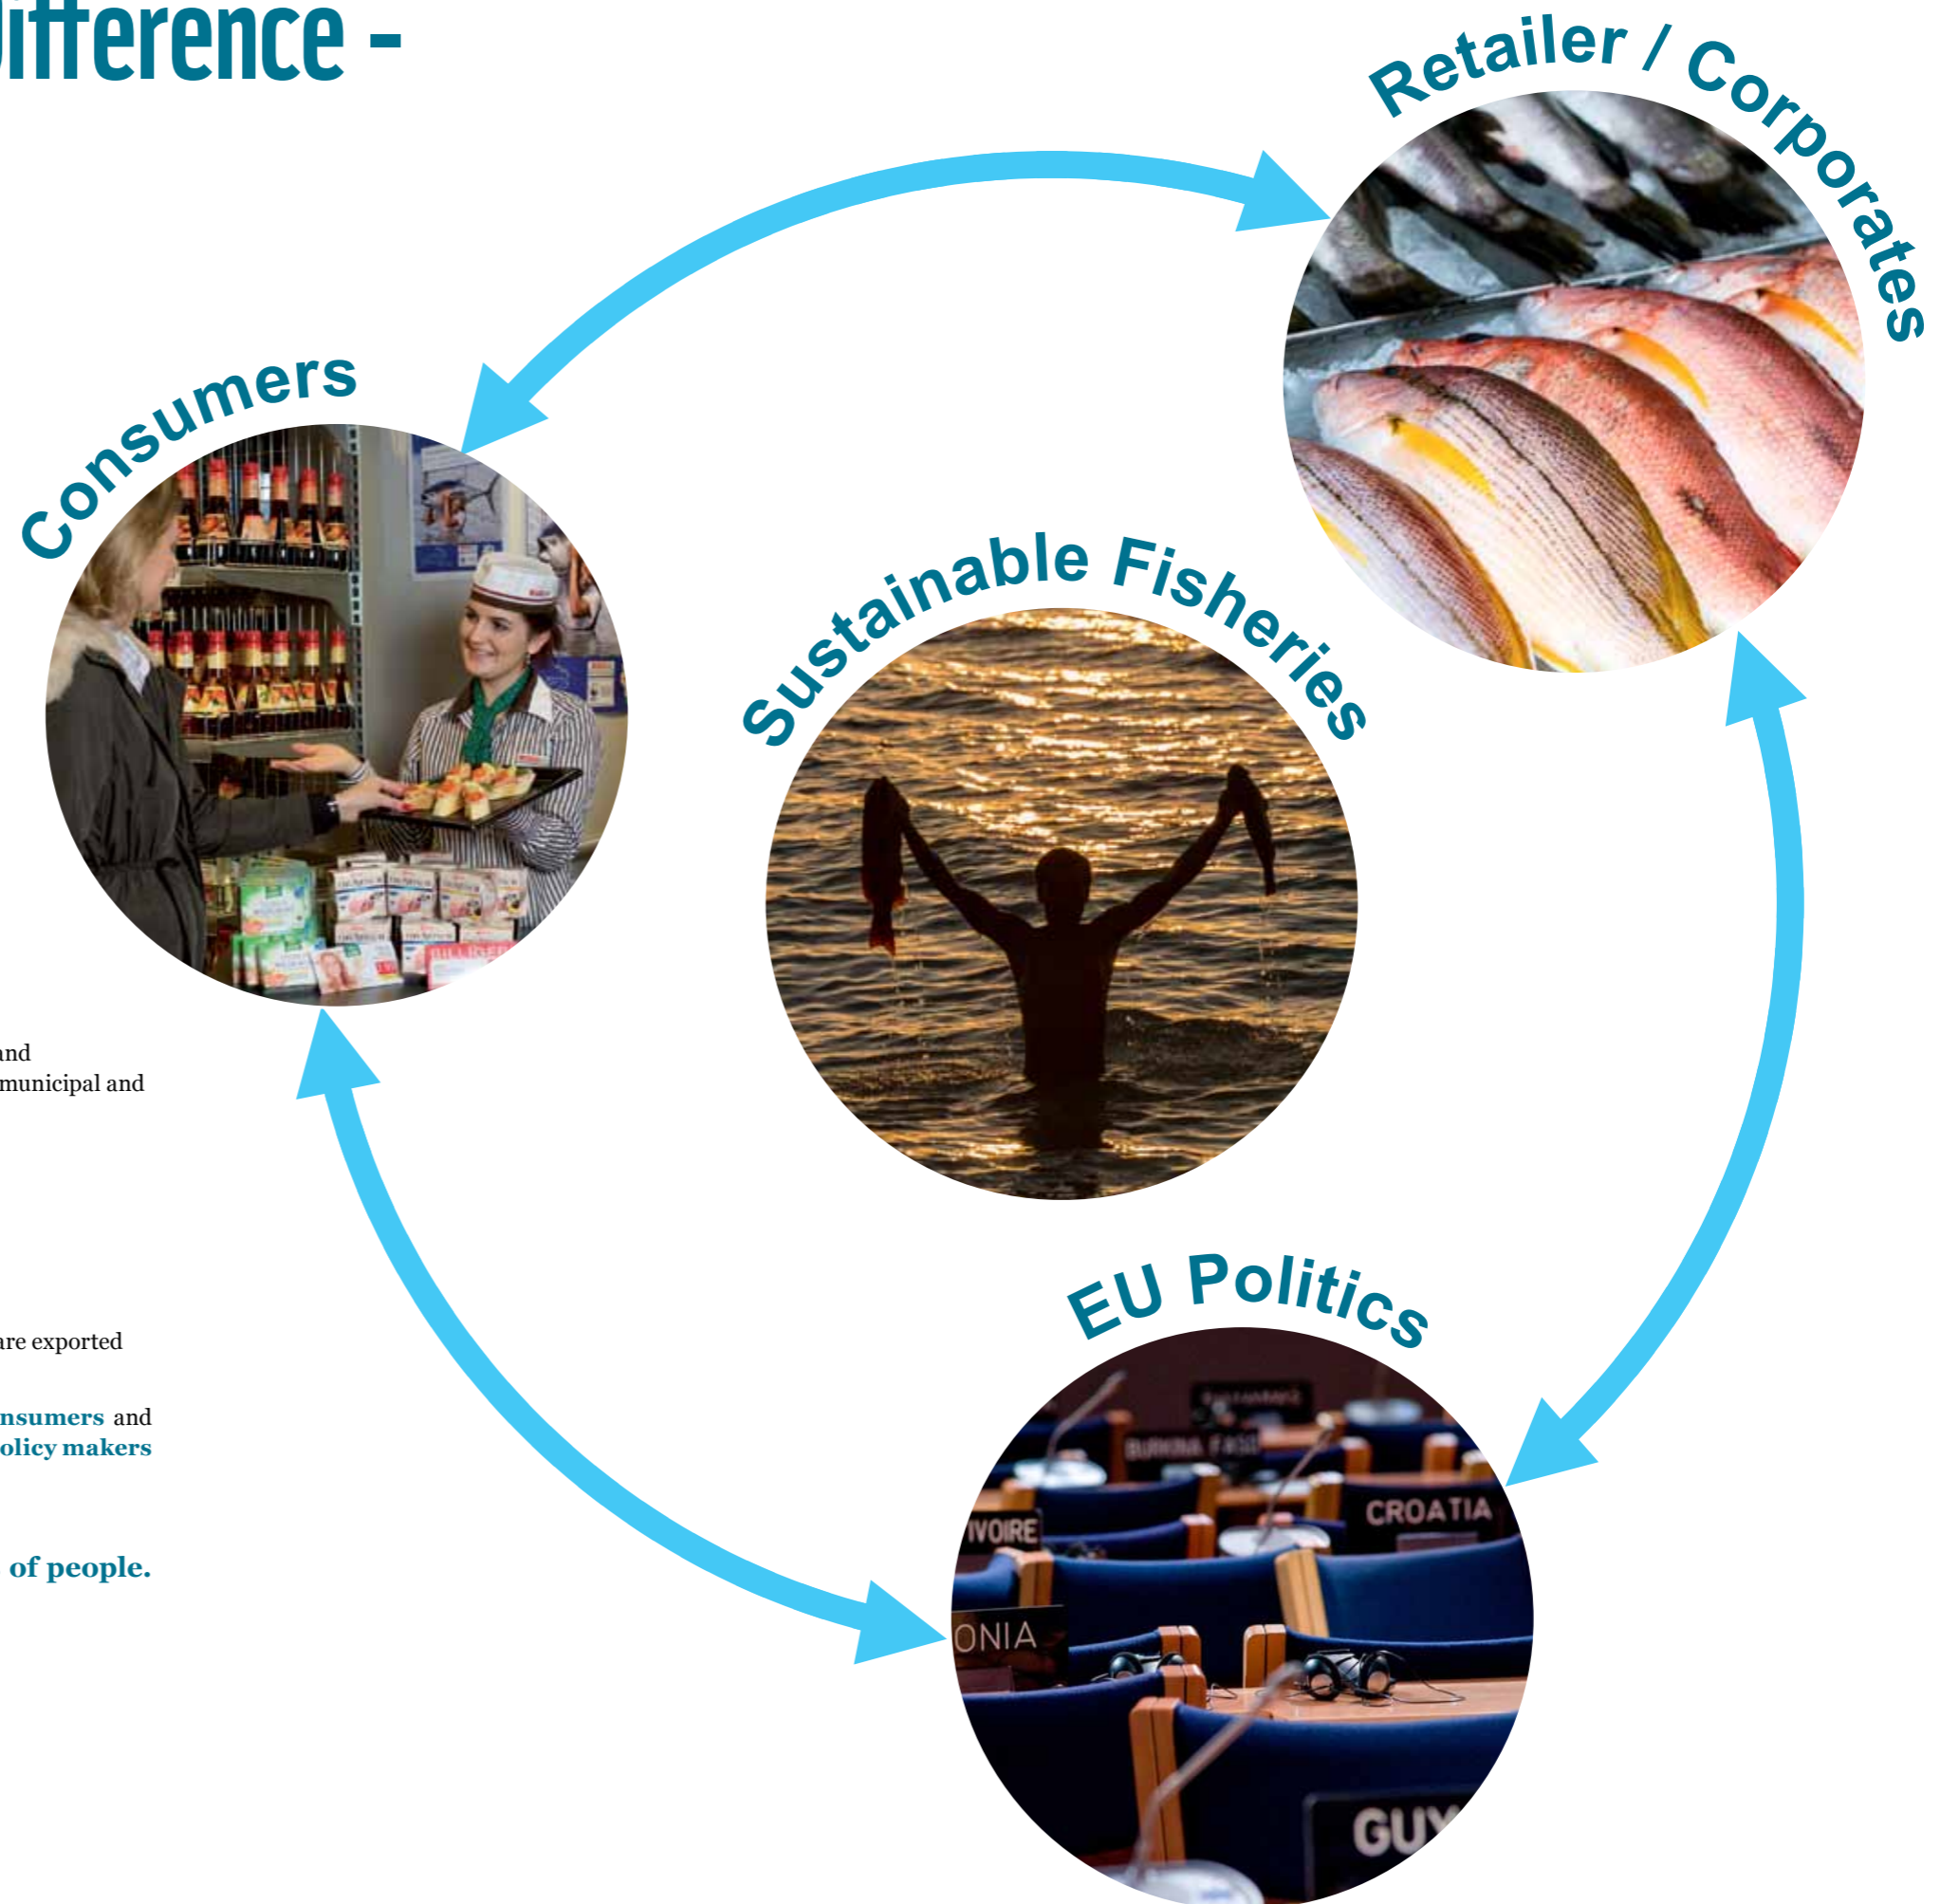 Difference -
Retailer / Corporates
Consumers
Sustainable Fisheries
and
municipal and
are exported
nsumers and
olicy makers
of people.
EU Politics
BURKINA FASO
IVOIRE
CROATIA
ONIA
GUY